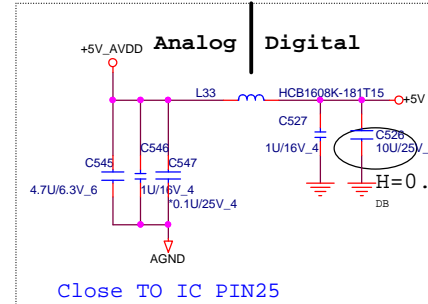 Analog Digital
+5V_AVDD
L33 HCB1608K-181T15
+5V
C527
C526
1U/16V_4
10U/25V_
C545
C546
C547
4.7U/6.3V_6
1U/16V_4
*0.1U/25V_4
H=0.
DB
AGND
Close TO IC PIN25